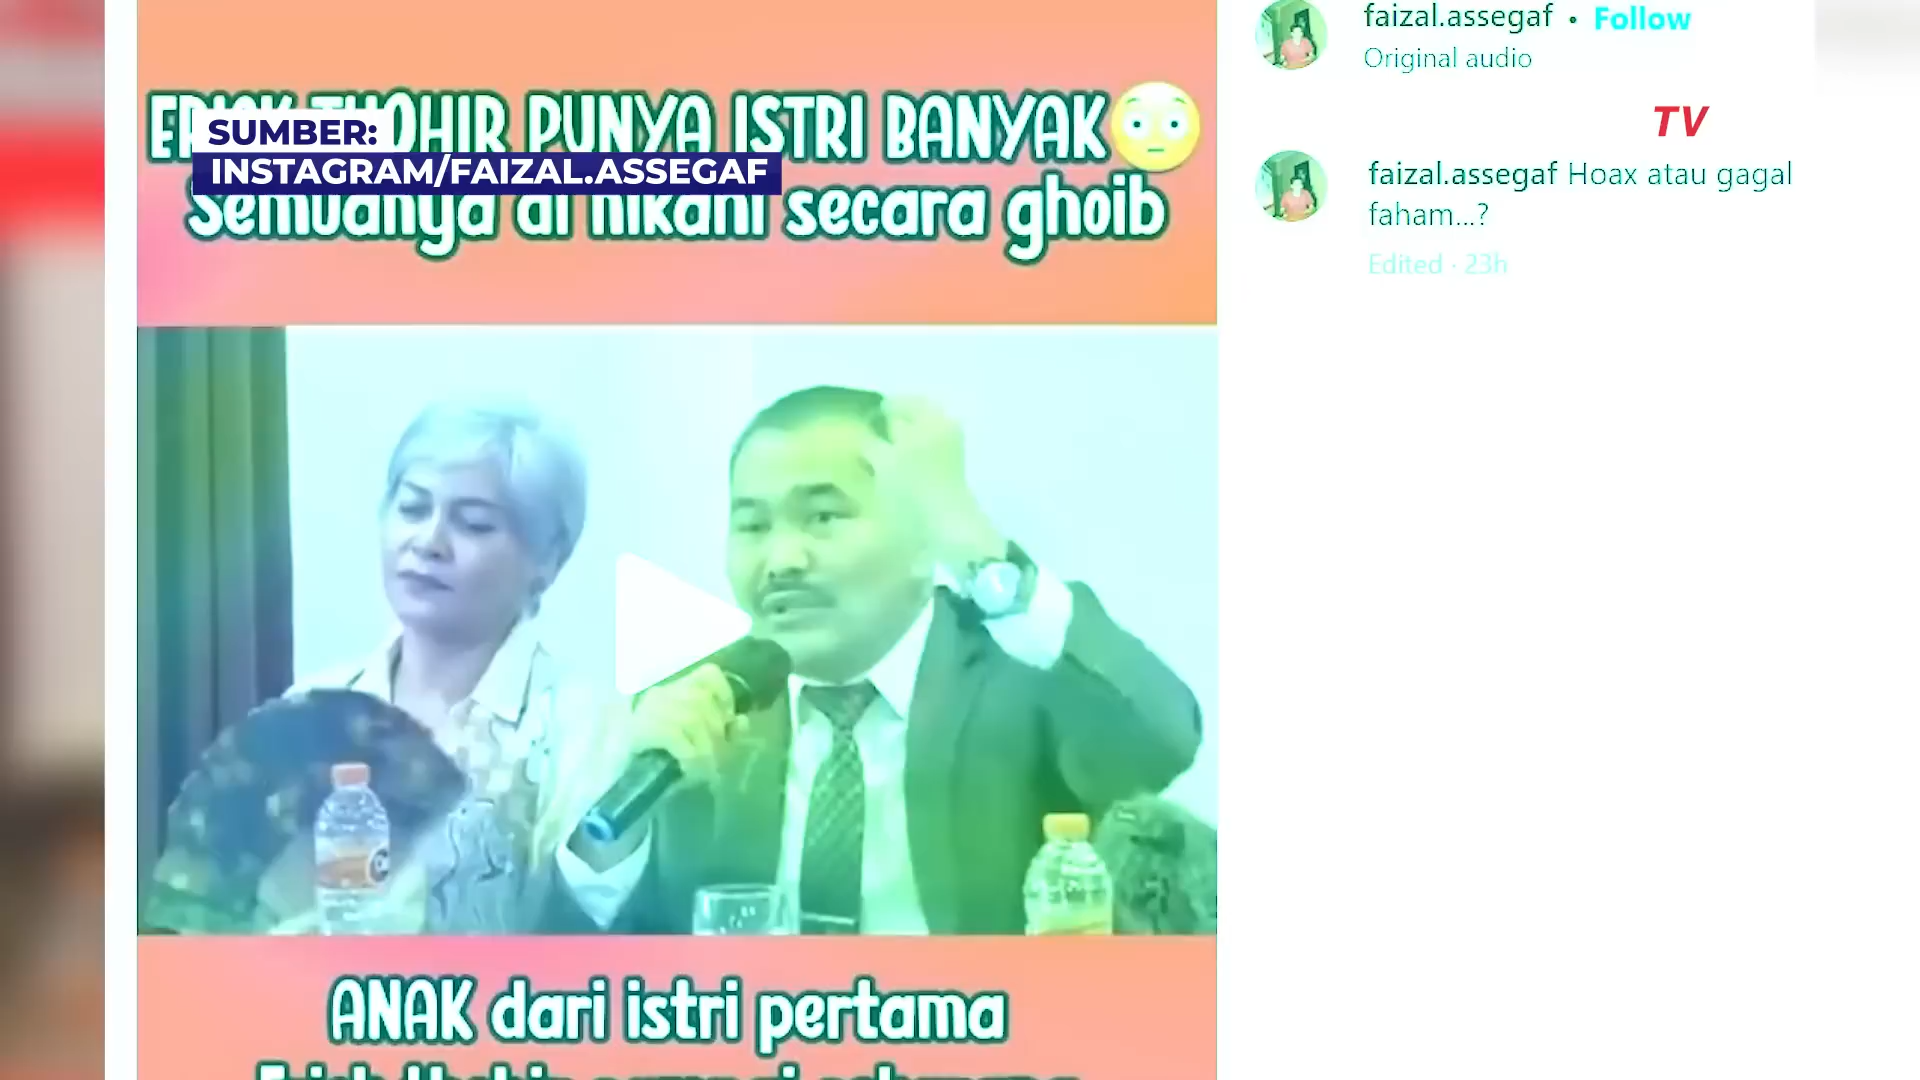 THOHIR PUNYA ISTRI BANYAK
SUMBER:
INSTAGRAM/FAIZAL.ASSEGAF
Semuanya di nikahi secara ghoib
ANAK dari istri pertama
faizal.assegaf • Follow
Original audio
TV
faizal.assegaf Hoax atau gagal
faham...?
Edited · 23h